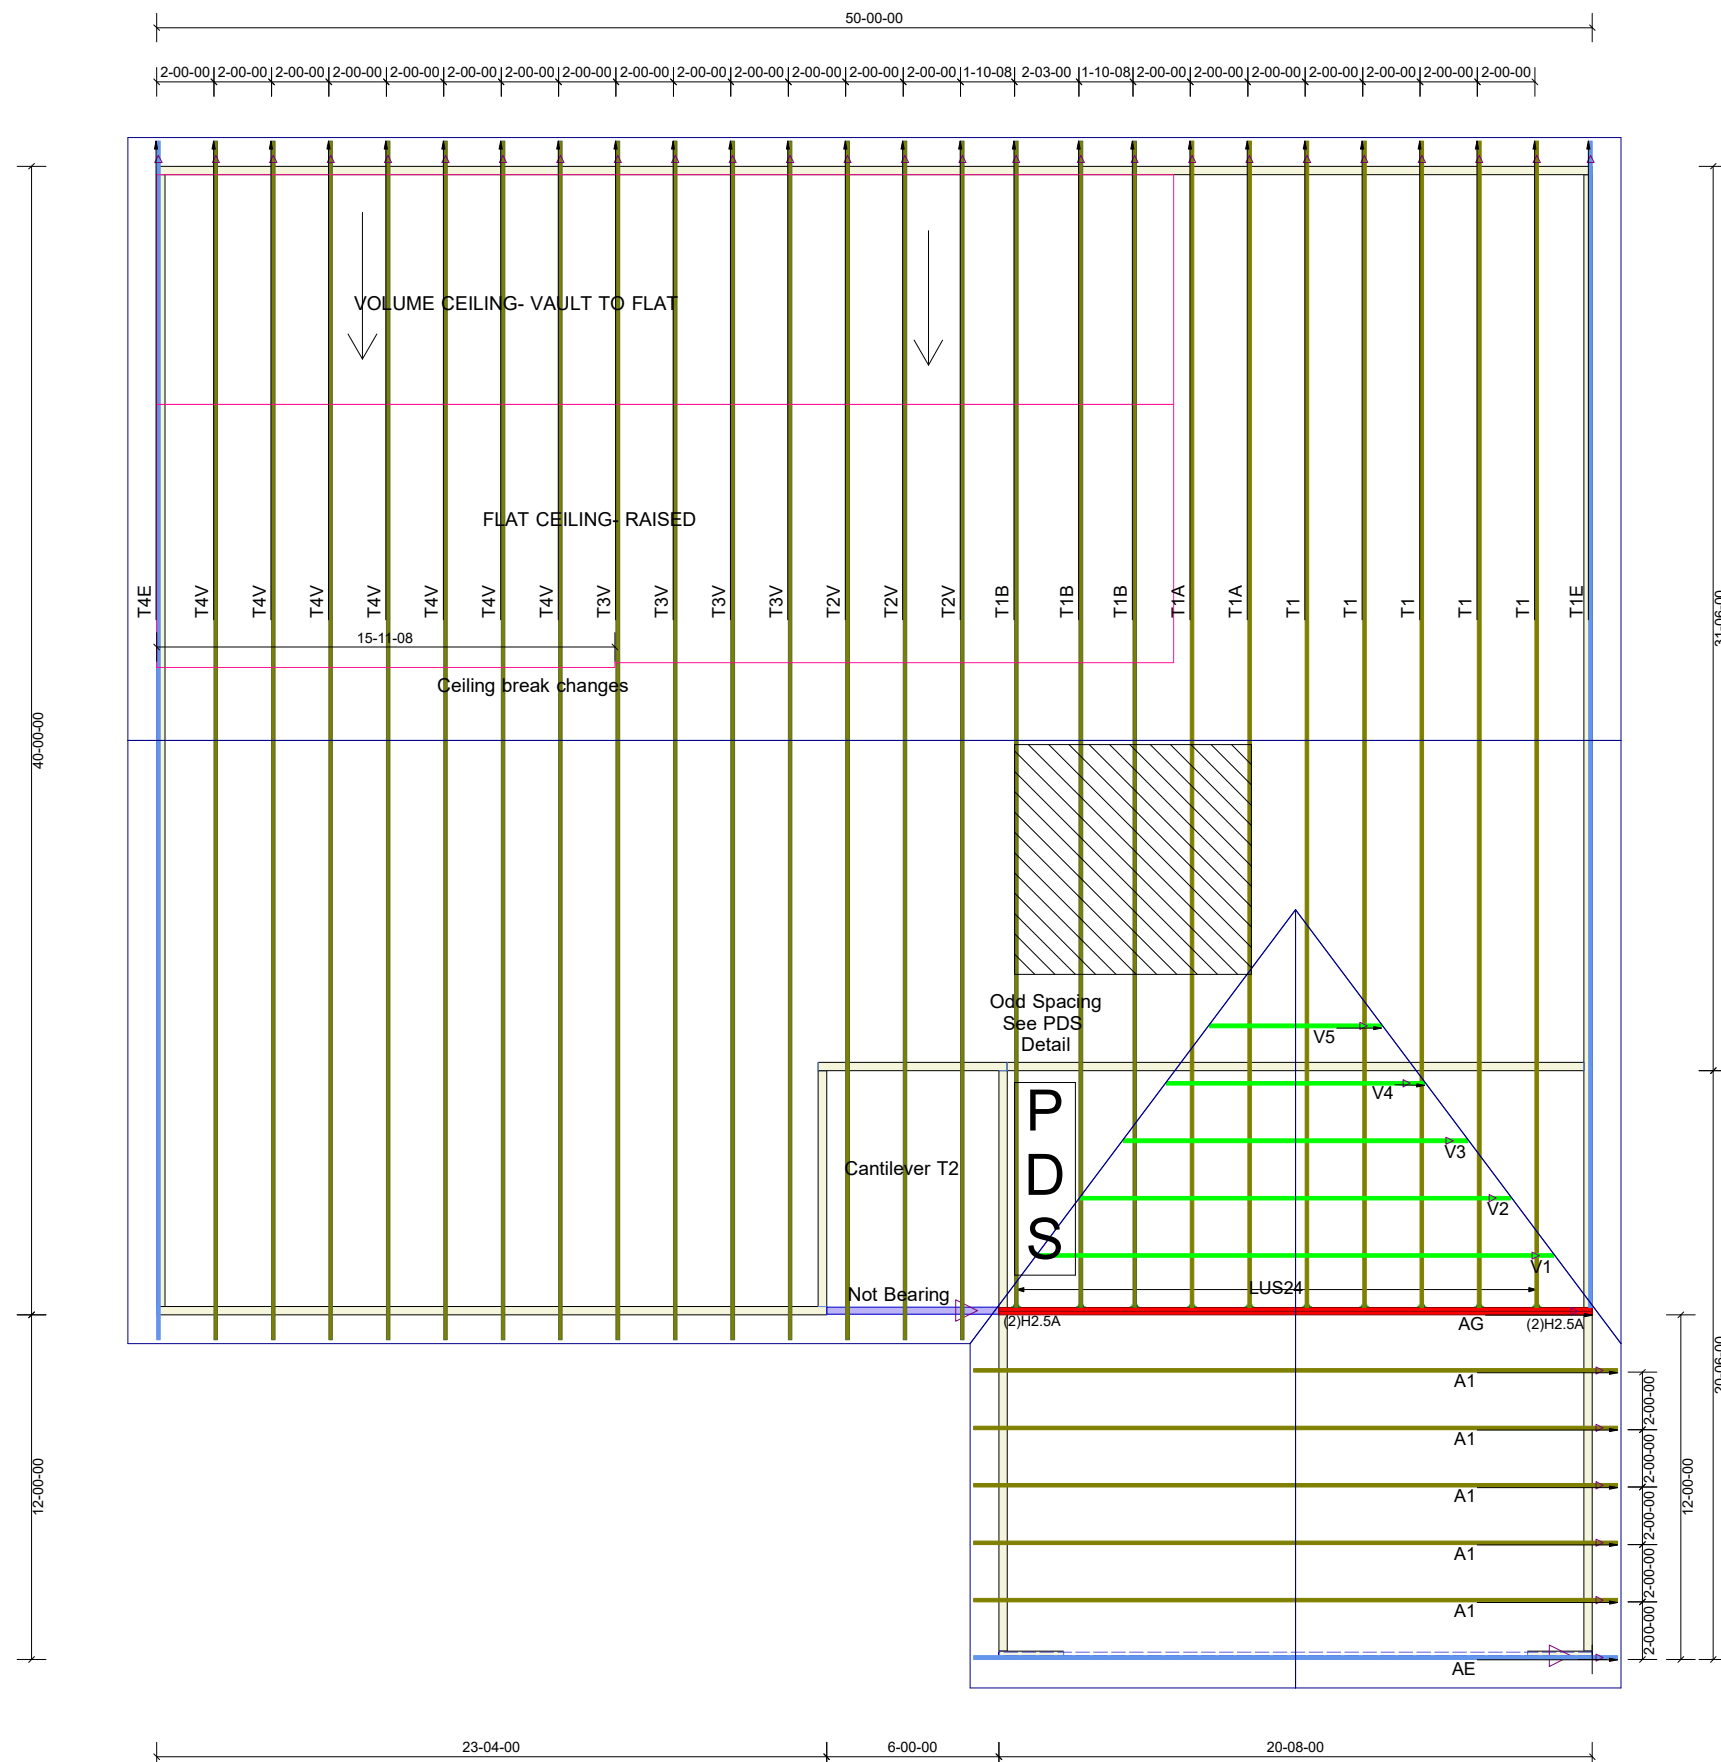 50-00-00
2-00-00 2-00-00 2-00-00 2-00-00 2-00-00 2-00-00 2-00-00 2-00-00 2-00-00 2-00-00 2-00-00 2-00-00 2-00-00 2-00-00 1-10-08 2-03-00 1-10-08 2-00-00 2-00-00 2-00-00 2-00-00 2-00-00 2-00-00 2-00-00
VOLUME CEILING- VAULT TO FLAT
FLAT CEILING- RAISED
T4E T4V T4V T4V T4V T4V T4V T4V T3V T3V T3V T3V T2V T2V T2V T1B T1B T1B T1A T1A T1 T1 T1 T1 T1 T1E
31-06-00
15-11-08
Ceiling break changes
40-00-00
Odd Spacing
See PDS
Detail
V5
V4
P
D
S
V3
Cantilever T2
V2
V1
LUS24
Not Bearing
(2)H2.5A
AG
(2)H2.5A
A1
2-00-00
20-06-00
A1
2-00-00
12-00-00
A1
2-00-00
12-00-00
A1
2-00-00
A1
2-00-00
AE
23-04-00
6-00-00
20-08-00